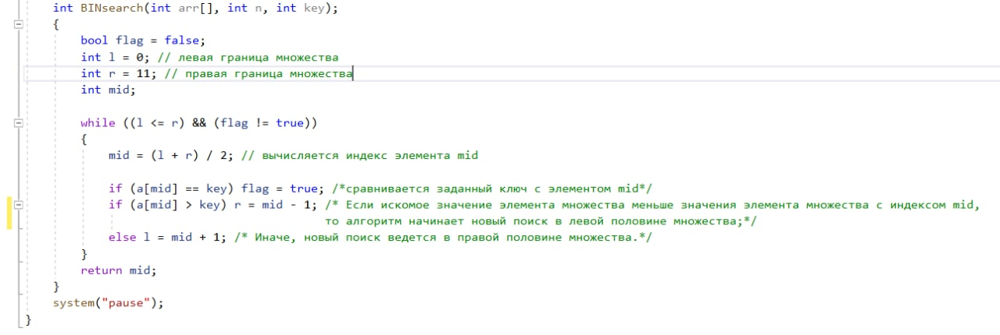 int BINsearch(int arr[], int n, int key);
{
bool flag = false;
int l = 0; // левая граница множества
int r = 11; // правая граница множества
int mid;
while ((l <= r) && (flag != true))
{
mid = (l + r) / 2; // вычисляется индекс элемента mid
if (a[mid] == key) flag = true; /*сравнивается заданный ключ с элементом mid*/
if (a[mid] > key) r = mid - 1; /* Если искомое значение элемента множества меньше значения элемента множества с индексом mid,
то алгоритм начинает новый поиск в левой половине множества;*/
else l = mid + 1; /* Иначе, новый поиск ведется в правой половине множества.*/
}
return mid;
}
system("pause");
}